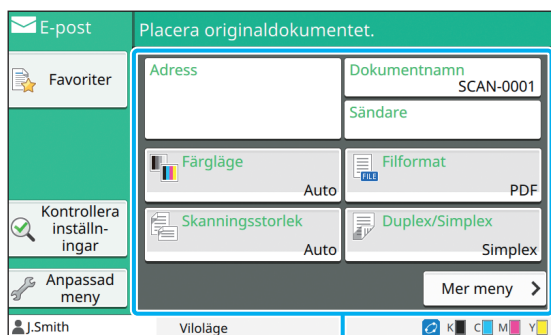 E-post
Placera originaldokumentet.
Favoriter
Adress
Dokumentnamn
SCAN-0001
Sändare
Färgläge
Auto
Filformat
FILE
PDF
Kontrollera
inställn-
ingar
Skanningsstorlek
Auto
Duplex/Simplex
Simplex
Anpassad
meny
Mer meny
J.Smith
Viloläge
K C M Y